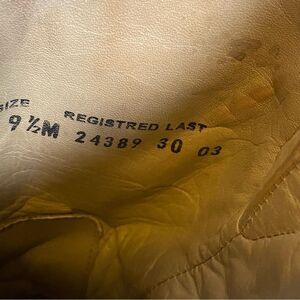 SIZE REGISTRED LAST
9 ½M 24389 30 03